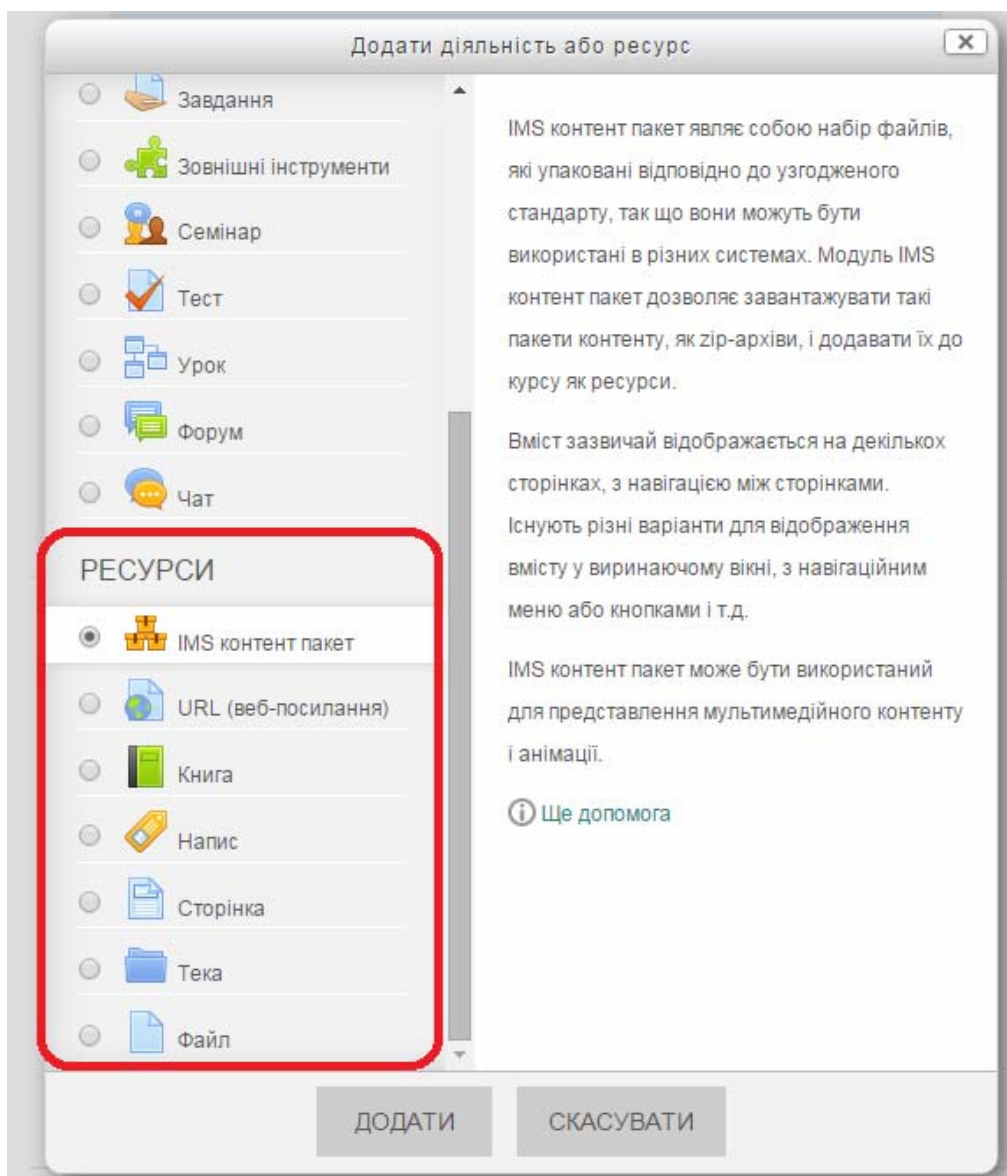 Додати діяльність або ресурс
Завдання
Зовнішні інструменти
Семінар
Тест
Урок
Форум
Чат
РЕСУРСИ
IMS контент пакет
URL (веб-посилання)
Книга
Напис
Сторінка
Тека
Файл
IMS контент пакет являє собою набір файлів,
які упаковані відповідно до узгодженого
стандарту, так що вони можуть бути
використані в різних системах. Модуль IMS
контент пакет дозволяє завантажувати такі
пакети контенту, як zip-архіви, і додавати їх до
курсу як ресурси.
Вміст зазвичай відображається на декількох
сторінках, з навігацією між сторінками.
Існують різні варіанти для відображення
вмісту у виринаючому вікні, з навігаційним
меню або кнопками і т.д.
IMS контент пакет може бути використаний
для представлення мультимедійного контенту
і анімації.
Ще допомога
ДОДАТИ
СКАСУВАТИ